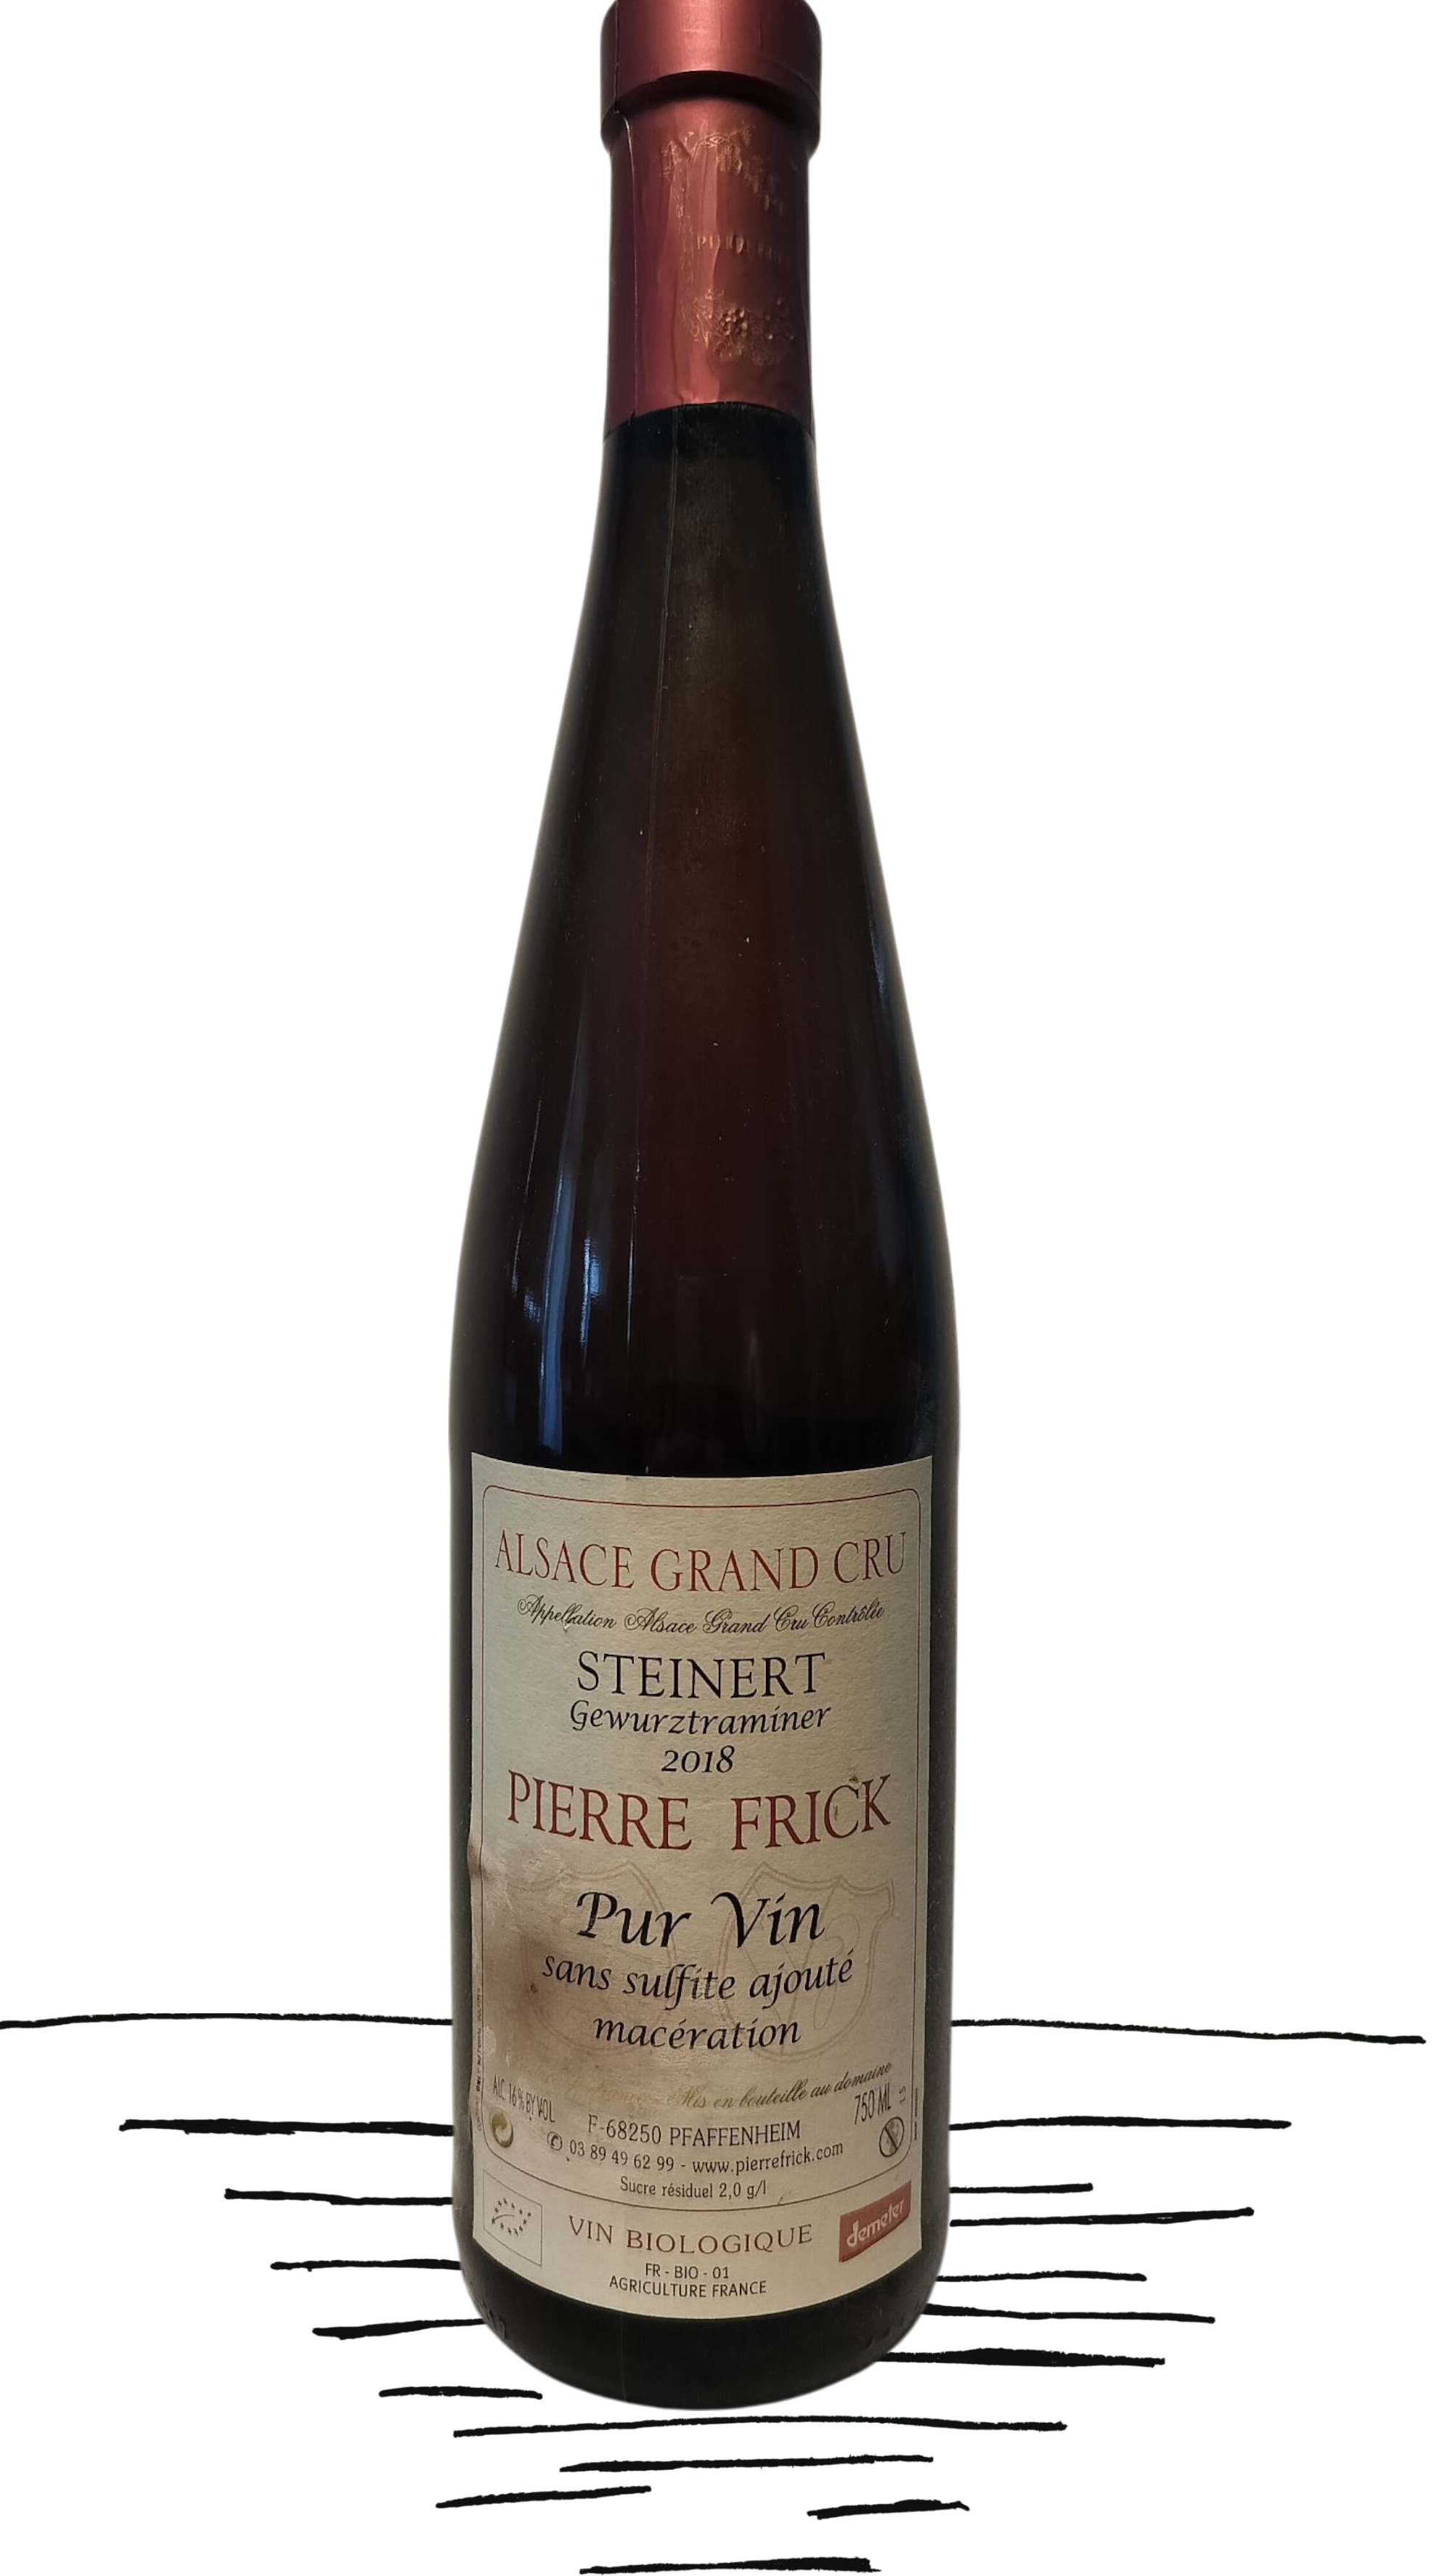 ALSACE GRAND CRU
Appellation Alsace Grand Cru Contrôlée
STEINERT
Gewurztraminer
2018
PIERRE FRICK
Pur Vin
sans sulfite ajouté
macération
Mis en bouteille au domaine
ALC. 16% BY VOL
750 ML
F-68250 PFAFFENHEIM
03 89 49 62 99 - www.pierrefrick.com
Sucre résiduel 2,0 g/l
VIN BIOLOGIQUE
demeter
FR - BIO - 01
AGRICULTURE FRANCE